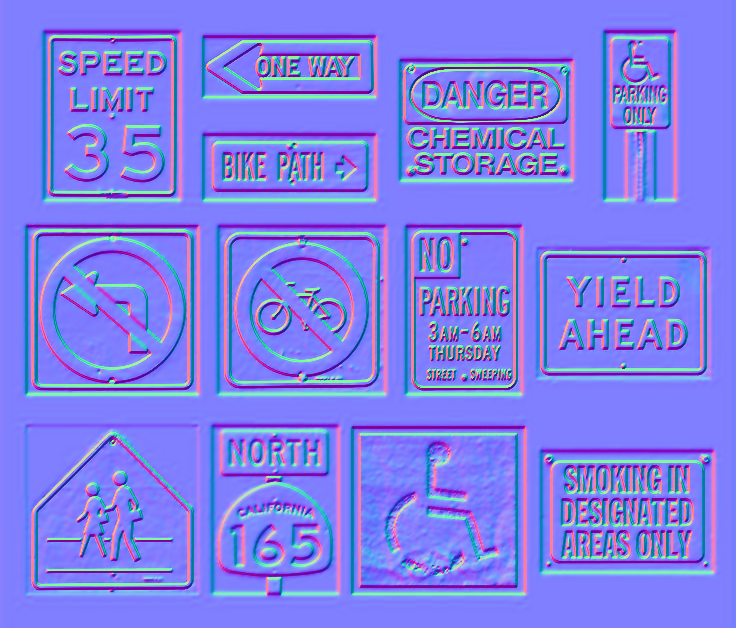 SPEED
LIMIT
35
ONE WAY
BIKE PATH
DANGER
CHEMICAL
STORAGE
PARKING
ONLY
NO
PARKING
3AM-6AM
THURSDAY
STREET SWEEPING
YIELD
AHEAD
NORTH
CALIFORNIA
165
SMOKING IN
DESIGNATED
AREAS ONLY